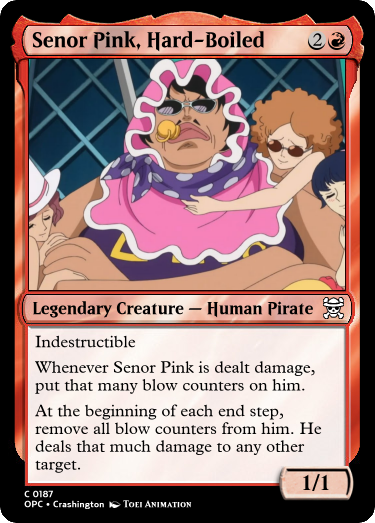 Senor Pink, Hard-Boiled 2
Legendary Creature — Human Pirate
Indestructible
Whenever Senor Pink is dealt damage,
put that many blow counters on him.
At the beginning of each end step,
remove all blow counters from him. He
deals that much damage to any other
target.
1/1
C 0187
OPC • Crashington Toei Animation